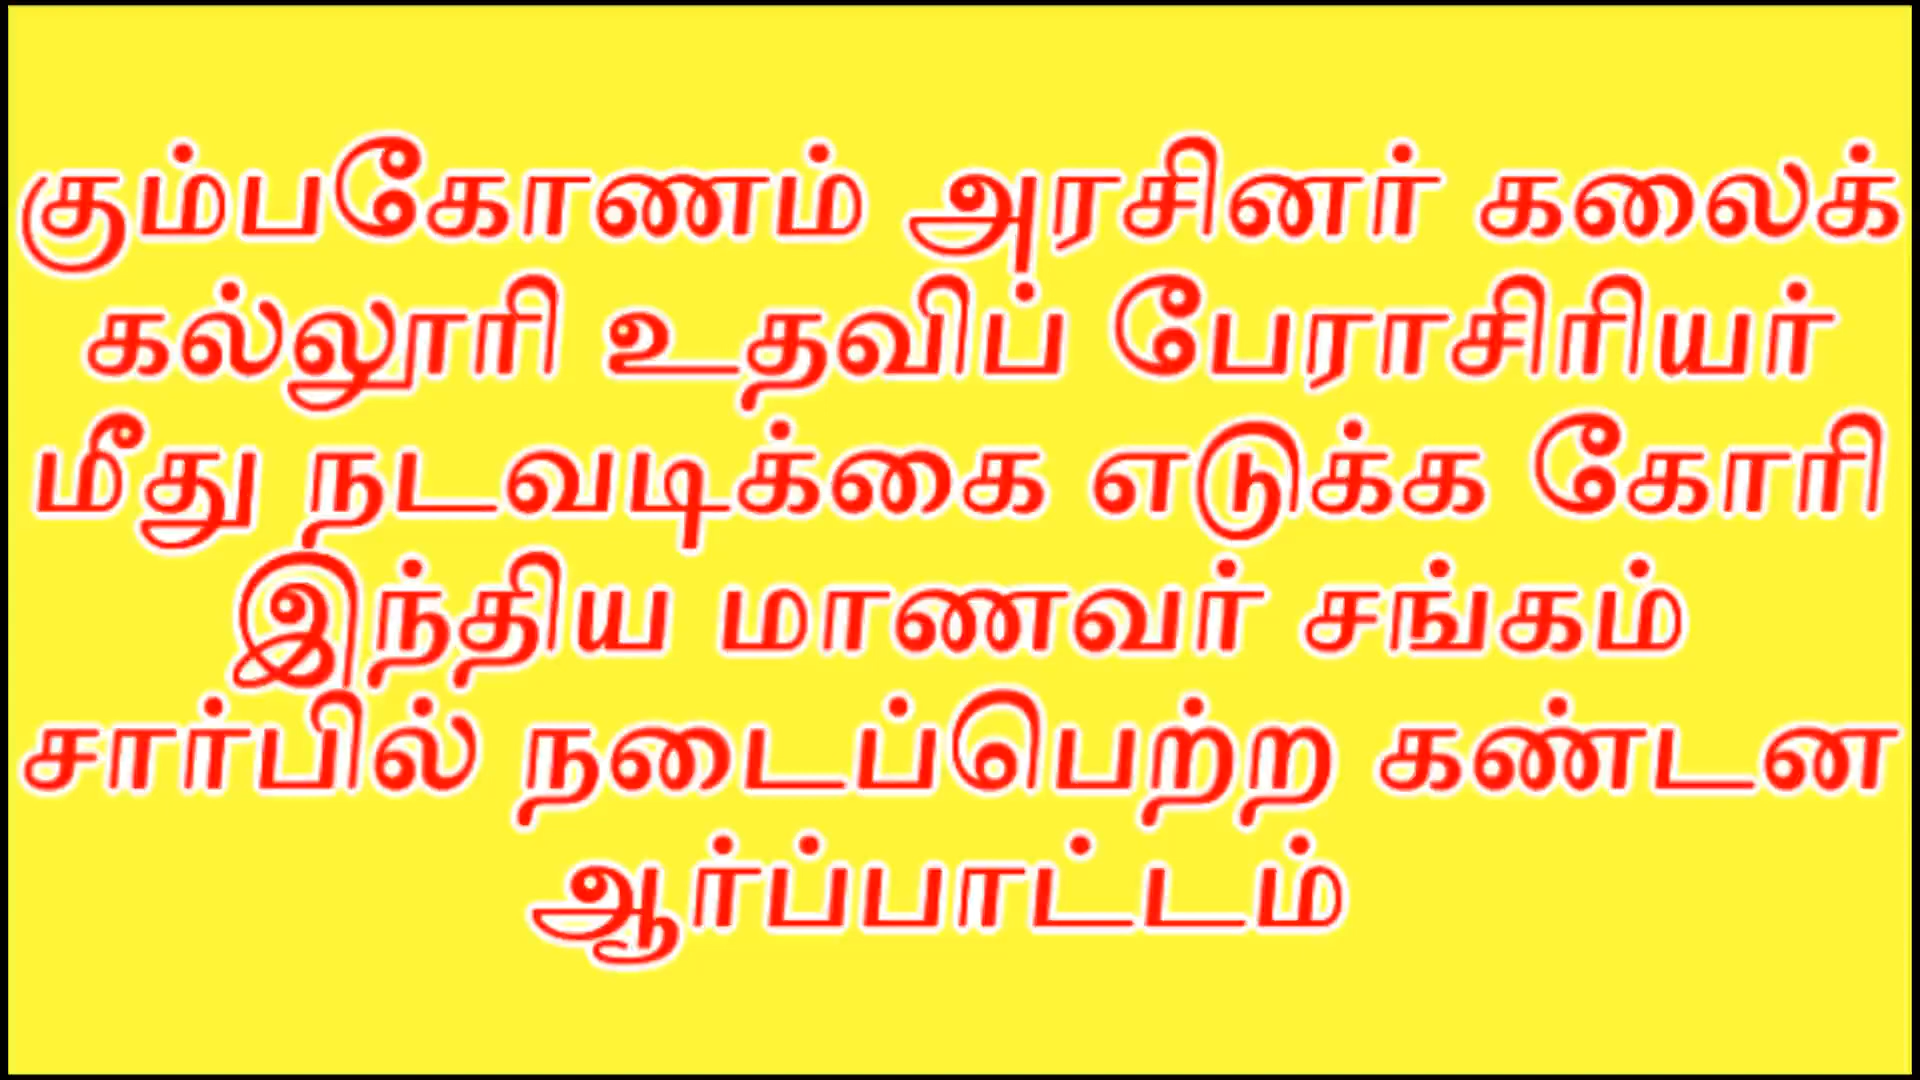 கும்பகோணம் அரசினர் கலைக்
கல்லூரி உதவிப் பேராசிரியர்
மீது நடவடிக்கை எடுக்க கோரி
இந்திய மாணவர் சங்கம்
சார்பில் நடைப்பெற்ற கண்டன
ஆர்ப்பாட்டம்